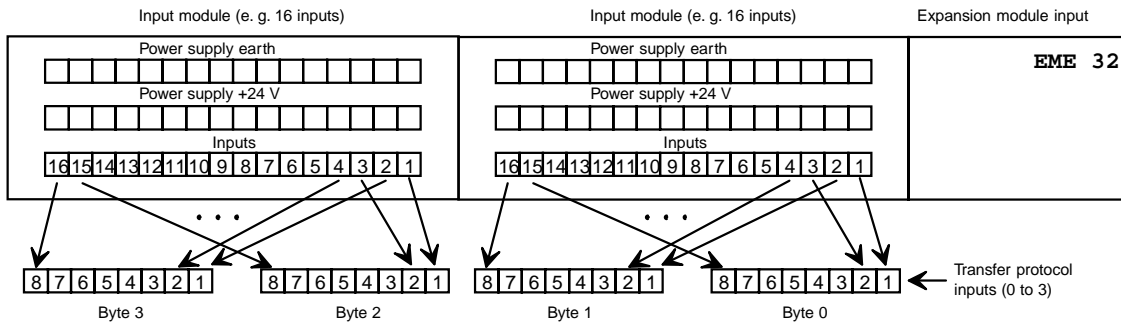 Input module (e. g. 16 inputs) Input module (e. g. 16 inputs) Expansion module input
Power supply earth Power supply earth
EME 32
Power supply +24 V Power supply +24 V
Inputs Inputs
16 15 14 13 12 11 10 9 8 7 6 5 4 3 2 1 16 15 14 13 12 11 10 9 8 7 6 5 4 3 2 1
. . . . . .
8 7 6 5 4 3 2 1 8 7 6 5 4 3 2 1 8 7 6 5 4 3 2 1 8 7 6 5 4 3 2 1
Transfer protocol
inputs (0 to 3)
Byte 3 Byte 2 Byte 1 Byte 0